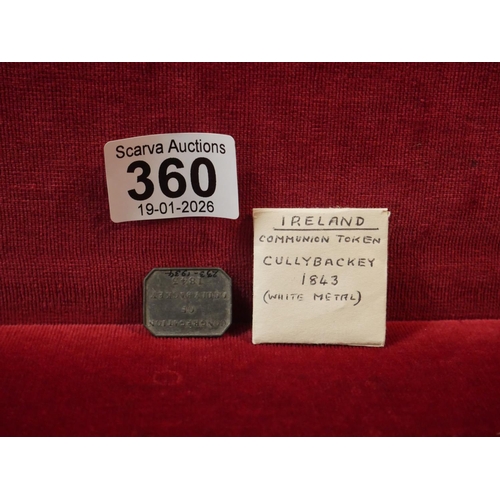 Scarva Auctions
360
19-01-2026
IRELAND
COMMUNION TOKEN
CULLYBACKEY
1843
(WHITE METAL)